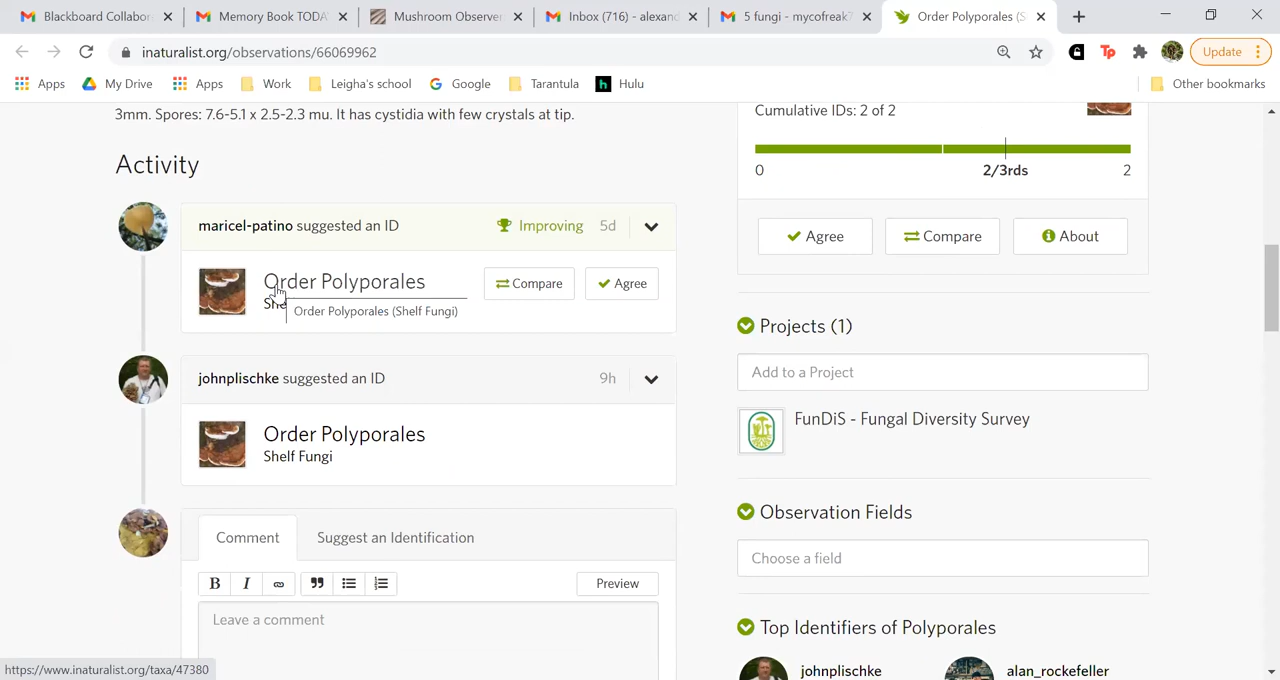 Blackboard Collabor
Memory Book TODA
Mushroom Observer
Inbox (716) - alexand
5 fungi - mycofreak7
Order Polyporales (S
inaturalist.org/observations/66069962
Update
Apps
My Drive
Apps
Work
Leigha's school
Google
Tarantula
Hulu
Other bookmarks
3mm. Spores: 7.6-5.1 x 2.5-2.3 mu. It has cystidia with few crystals at tip.
Activity
maricel-patino suggested an ID
Improving
5d
Order Polyporales
She
Order Polyporales (Shelf Fungi)
Compare
Agree
johnplischke suggested an ID
9h
Order Polyporales
Shelf Fungi
Comment
Suggest an Identification
B I
Preview
Leave a comment
Cumulative IDs: 2 of 2
0
2/3rds
2
Agree
Compare
About
Projects (1)
Add to a Project
FunDiS - Fungal Diversity Survey
Observation Fields
Choose a field
Top Identifiers of Polyporales
johnplischke
alan_rockefeller
https://www.inaturalist.org/taxa/47380